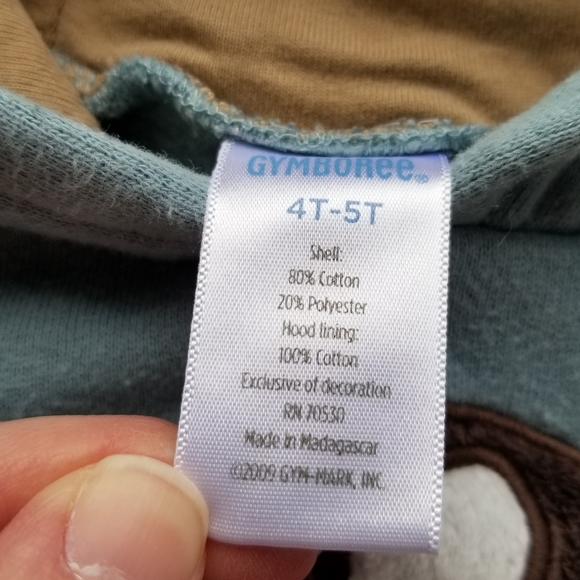 GYMBOREE®
4T-5T
Shell:
80% Cotton
20% Polyester
Hood lining:
100% Cotton
Exclusive of decoration
RN 70530
Made in Madagascar
©2009 GYM-MARK, INC.